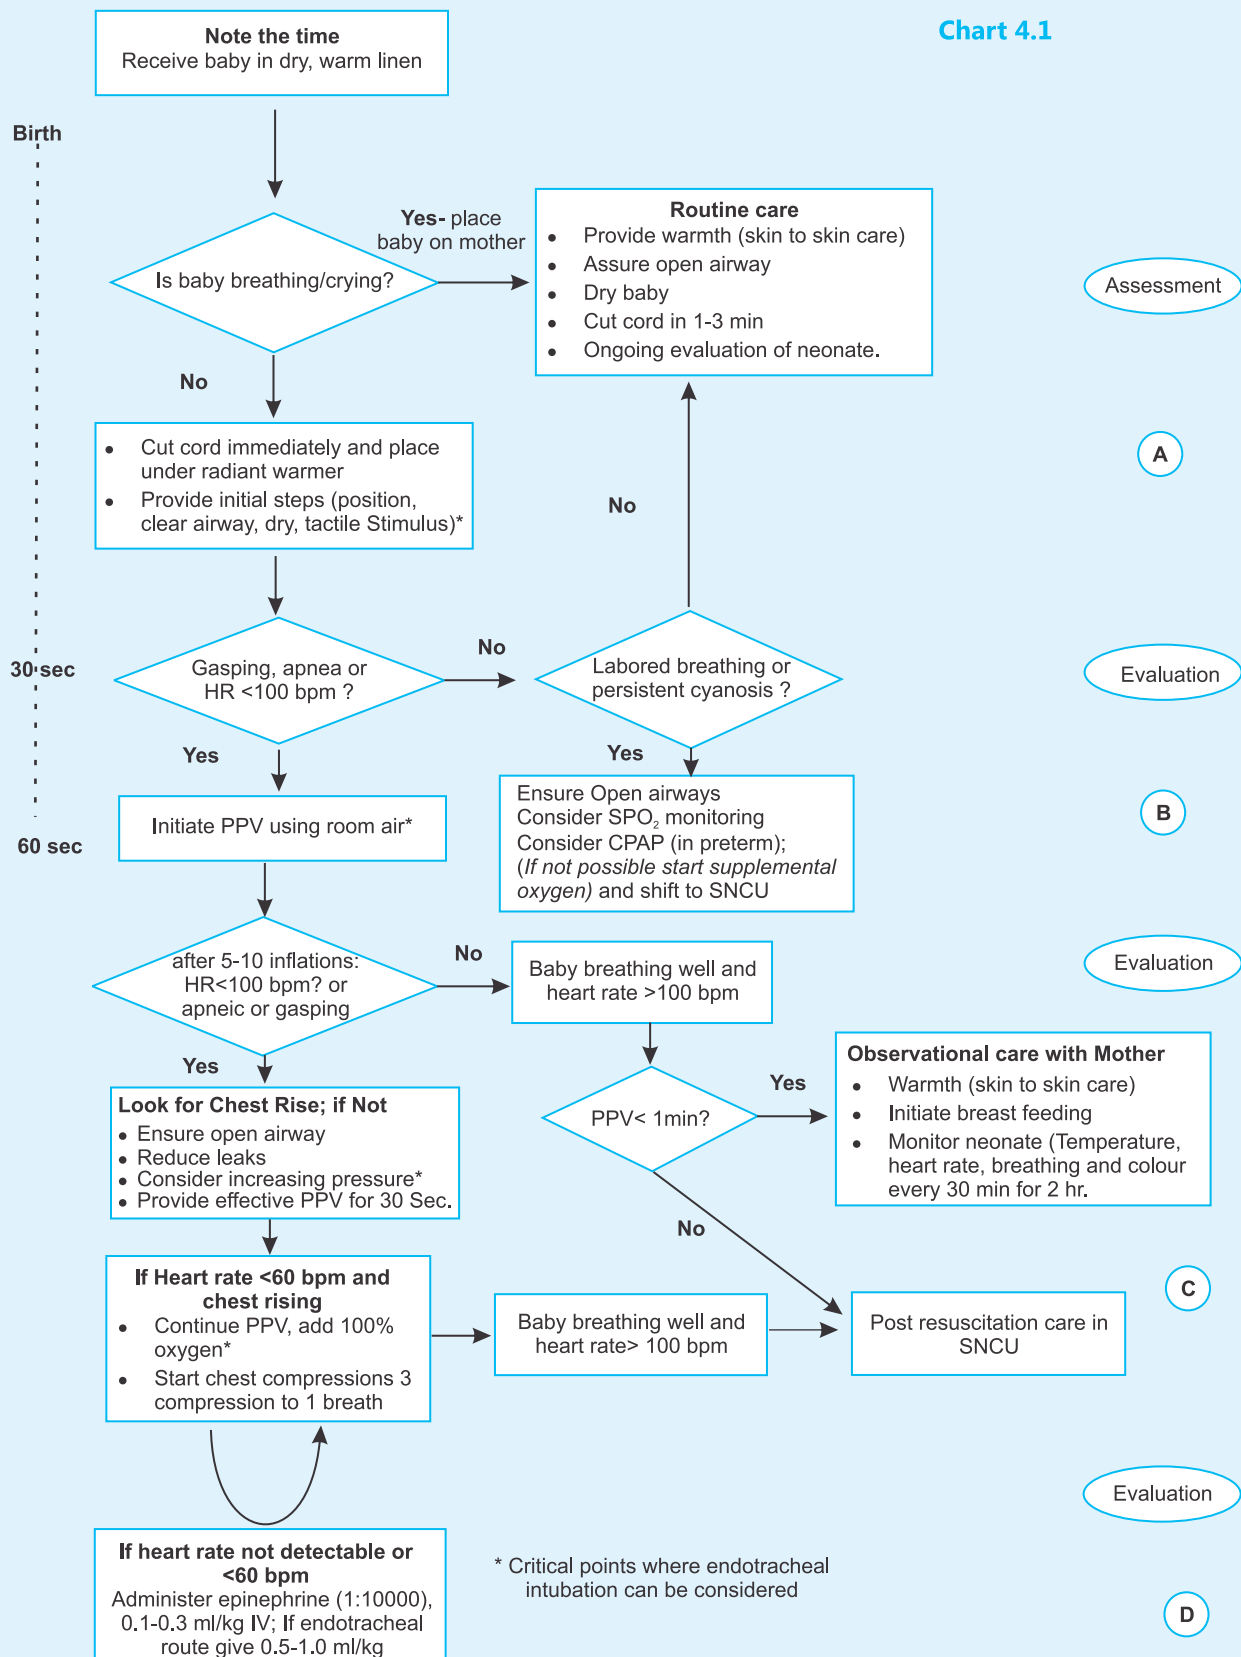 Chart 4.1
Note the time
Receive baby in dry, warm linen
Birth
Is baby breathing/crying?
Yes- place
baby on mother
Routine care
• Provide warmth (skin to skin care)
• Assure open airway
• Dry baby
• Cut cord in 1-3 min
• Ongoing evaluation of neonate.
Assessment
No
• Cut cord immediately and place
under radiant warmer
• Provide initial steps (position,
clear airway, dry, tactile Stimulus)*
No
A
30 sec
Gasping, apnea or
HR <100 bpm ?
No
Labored breathing or
persistent cyanosis ?
Evaluation
Yes
Yes
Initiate PPV using room air*
60 sec
Ensure Open airways
Consider SPO₂ monitoring
Consider CPAP (in preterm);
(If not possible start supplemental
oxygen) and shift to SNCU
B
after 5-10 inflations:
HR<100 bpm? or
apneic or gasping
No
Baby breathing well and
heart rate >100 bpm
Evaluation
Yes
Look for Chest Rise; if Not
• Ensure open airway
• Reduce leaks
• Consider increasing pressure*
• Provide effective PPV for 30 Sec.
PPV< 1min?
Yes
Observational care with Mother
• Warmth (skin to skin care)
• Initiate breast feeding
• Monitor neonate (Temperature,
heart rate, breathing and colour
every 30 min for 2 hr.
No
If Heart rate <60 bpm and
chest rising
• Continue PPV, add 100%
oxygen*
• Start chest compressions 3
compression to 1 breath
Baby breathing well and
heart rate> 100 bpm
Post resuscitation care in
SNCU
C
Evaluation
If heart rate not detectable or
<60 bpm
Administer epinephrine (1:10000),
0.1-0.3 ml/kg IV; If endotracheal
route give 0.5-1.0 ml/kg
* Critical points where endotracheal
intubation can be considered
D